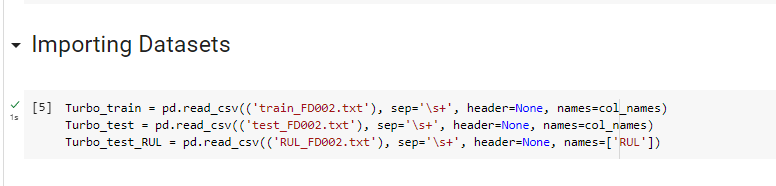 Importing Datasets
[5] Turbo_train = pd.read_csv(('train_FD002.txt'), sep='\s+', header=None, names=col_names)
1s Turbo_test = pd.read_csv(('test_FD002.txt'), sep='\s+', header=None, names=col_names)
Turbo_test_RUL = pd.read_csv(('RUL_FD002.txt'), sep='\s+', header=None, names=['RUL'])